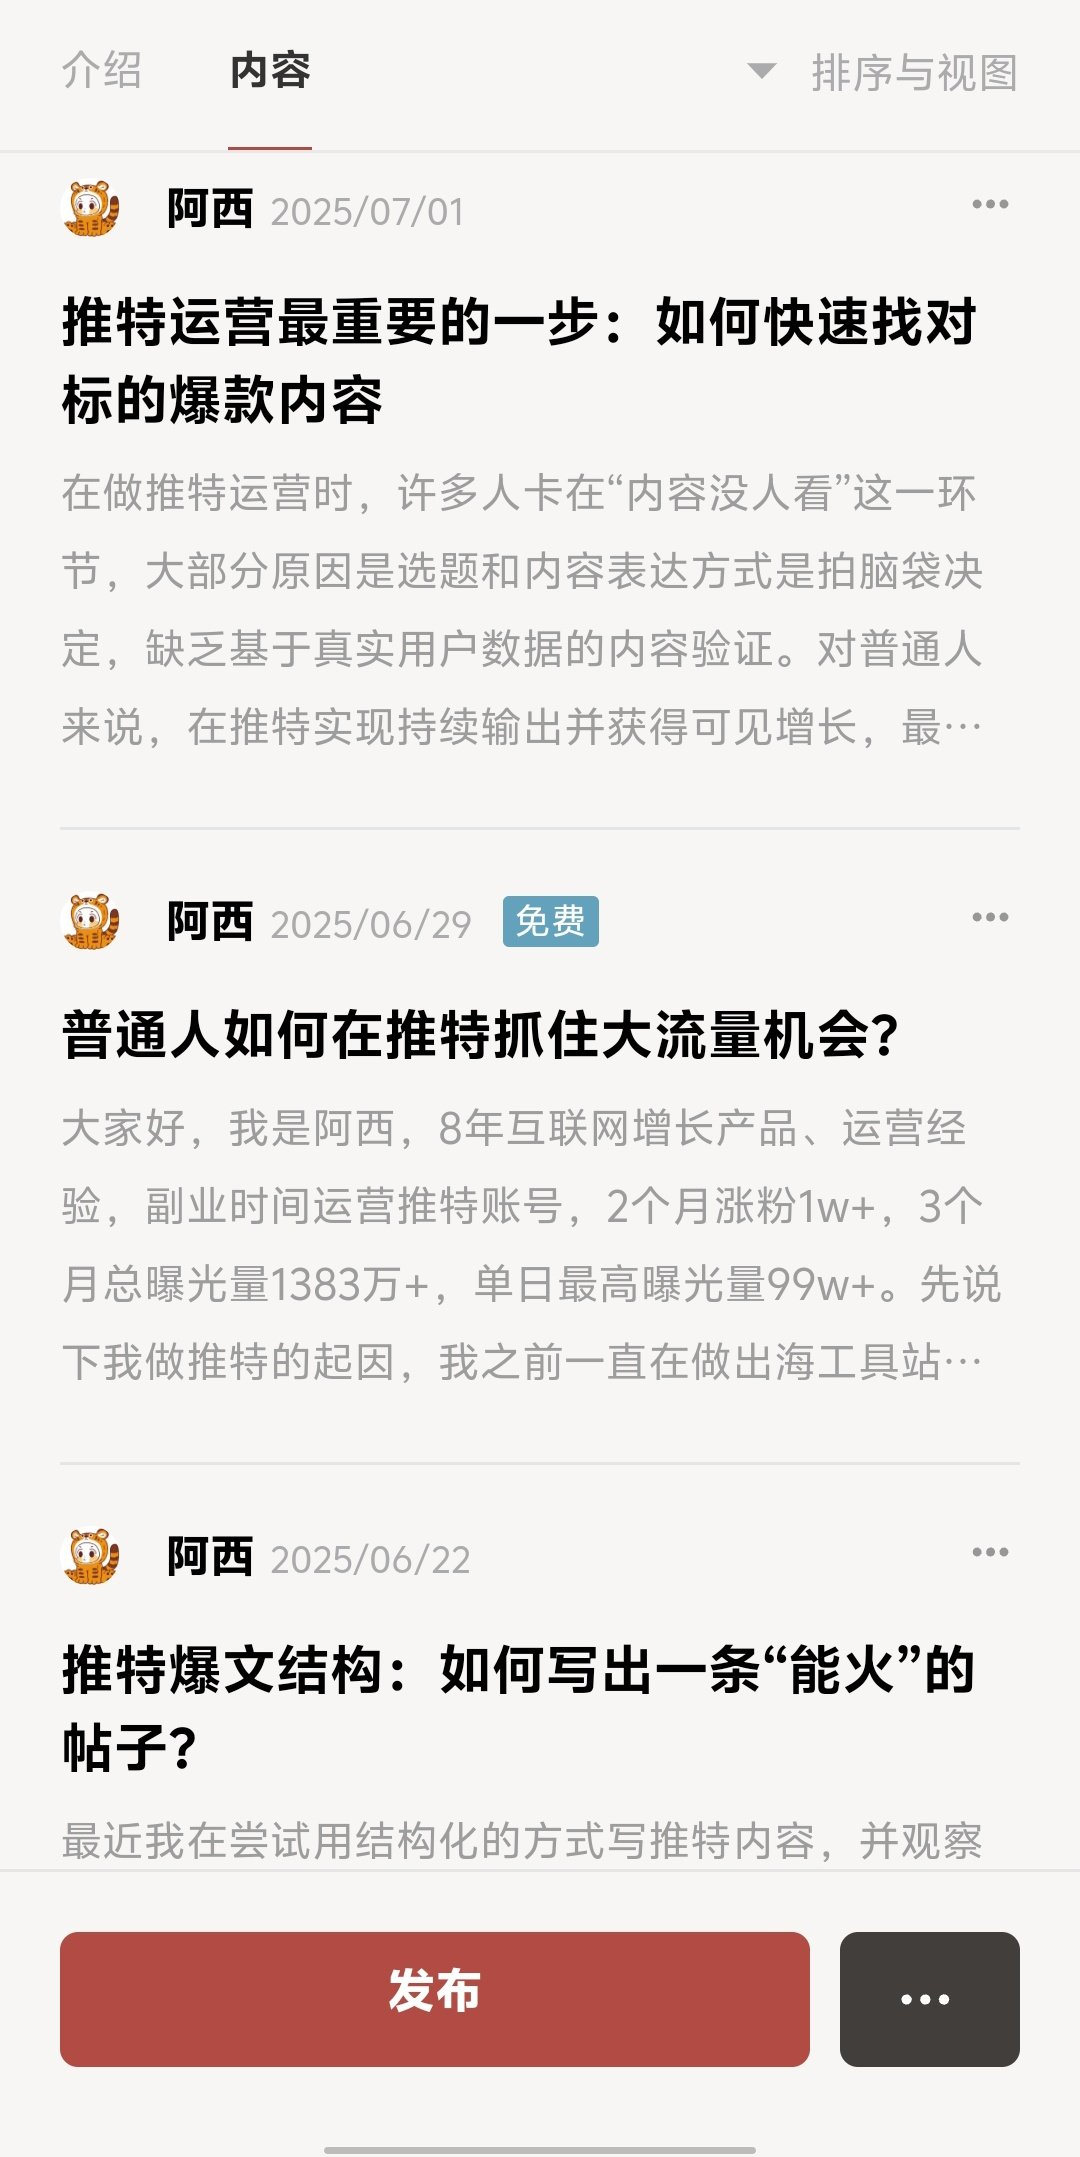 介绍
内容
排序与视图
阿西 2025/07/01
推特运营最重要的一步：如何快速找对
标的爆款内容
在做推特运营时，许多人卡在“内容没人看”这一环
节，大部分原因是选题和内容表达方式是拍脑袋决
定，缺乏基于真实用户数据的内容验证。对普通人
来说，在推特实现持续输出并获得可见增长，最…
阿西 2025/06/29 免费
普通人如何在推特抓住大流量机会？
大家好，我是阿西，8年互联网增长产品、运营经
验，副业时间运营推特账号，2个月涨粉1w+，3个
月总曝光量1383万+，单日最高曝光量99w+。先说
下我做推特的起因，我之前一直在做出海工具站…
阿西 2025/06/22
推特爆文结构：如何写出一条“能火”的
帖子？
最近我在尝试用结构化的方式写推特内容，并观察
发布